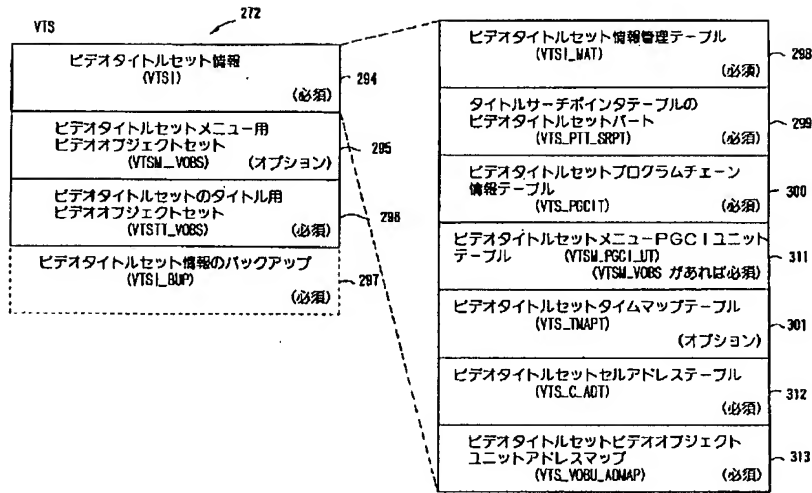 VTS
272
ビデオタイトルセット情報
(VTSI)
(必須)
294
ビデオタイトルセットメニュー用
ビデオオブジェクトセット
(VTSM_VOBS) (オプション)
295
ビデオタイトルセットのタイトル用
ビデオオブジェクトセット
(VTSTT_VOBS) (必須)
296
ビデオタイトルセット情報のバックアップ
(VTSI_BUP)
(必須)
297
ビデオタイトルセット情報管理テーブル
(VTSI_MAT)
(必須)
298
タイトルサーチポインタテーブルの
ビデオタイトルセットパート
(VTS_PTT_SRPT) (必須)
299
ビデオタイトルセットプログラムチェーン
情報テーブル
(VTS_PGCIT) (必須)
300
ビデオタイトルセットメニューPGCIユニット
テーブル (VTSM_PGCI_UT)
(VTSM_VOBS があれば必須)
311
ビデオタイトルセットタイムマップテーブル
(VTS_TMAPT)
(オプション)
301
ビデオタイトルセットセルアドレステーブル
(VTS_C_ADT)
(必須)
312
ビデオタイトルセットビデオオブジェクト
ユニットアドレスマップ
(VTS_VOBU_ADMAP) (必須)
313